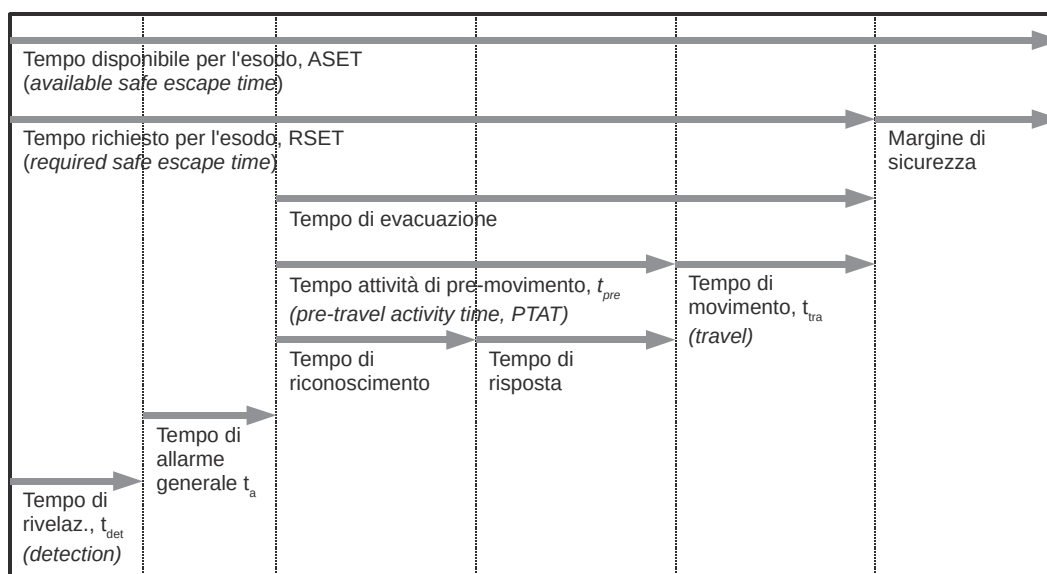 Tempo disponibile per l'esodo, ASET
(available safe escape time)
Tempo richiesto per l'esodo, RSET
(required safe escape time)
Margine di
sicurezza
Tempo di evacuazione
Tempo attività di pre-movimento, tpre
(pre-travel activity time, PTAT)
Tempo di
movimento, ttra
(travel)
Tempo di
riconoscimento
Tempo di
risposta
Tempo di
allarme
generale ta
Tempo di
rivelaz., tdet
(detection)